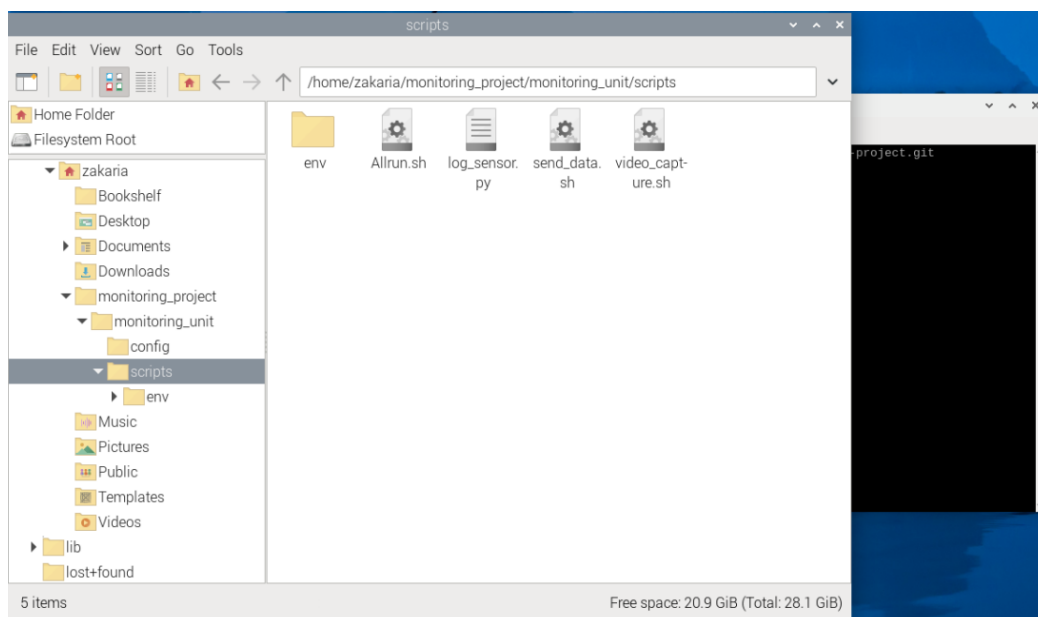 scripts
File Edit View Sort Go Tools
/home/zakaria/monitoring_project/monitoring_unit/scripts
Home Folder
Filesystem Root
zakaria
Bookshelf
Desktop
Documents
Downloads
monitoring_project
monitoring_unit
config
scripts
env
Music
Pictures
Public
Templates
Videos
lib
lost+found
env
Allrun.sh
log_sensor.
py
send_data.
sh
video_capt-
ure.sh
-project.git
5 items
Free space: 20.9 GiB (Total: 28.1 GiB)